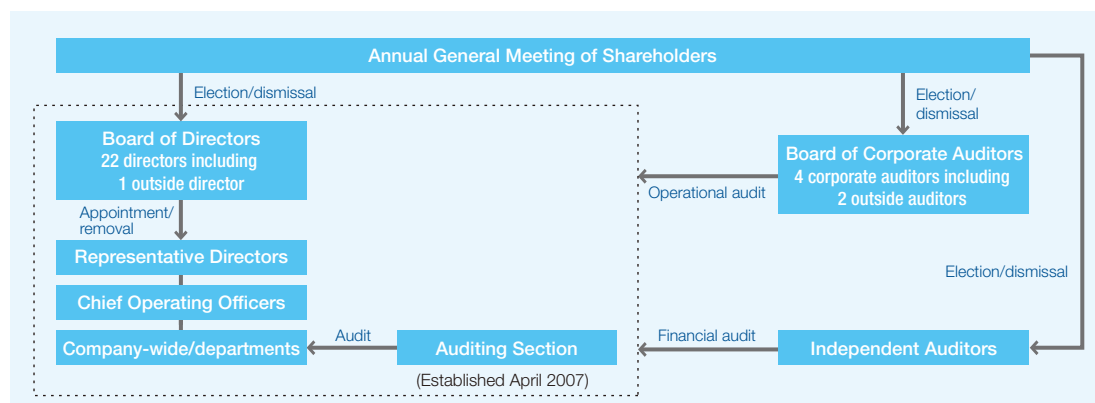 Annual General Meeting of Shareholders
Election/dismissal
Election/
dismissal
Board of Directors
22 directors including
1 outside director
Board of Corporate Auditors
4 corporate auditors including
2 outside auditors
Operational audit
Appointment/
removal
Representative Directors
Election/dismissal
Chief Operating Officers
Company-wide/departments
Audit
Auditing Section
(Established April 2007)
Financial audit
Independent Auditors